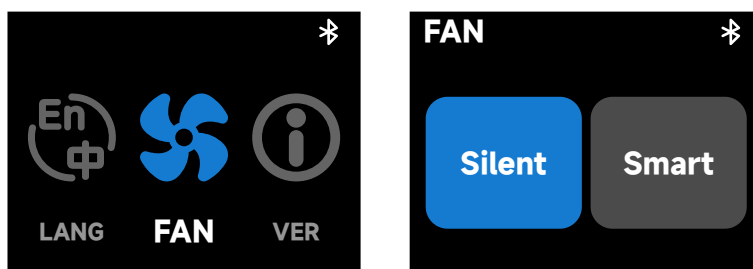 En
中
LANG FAN VER
FAN
Silent Smart